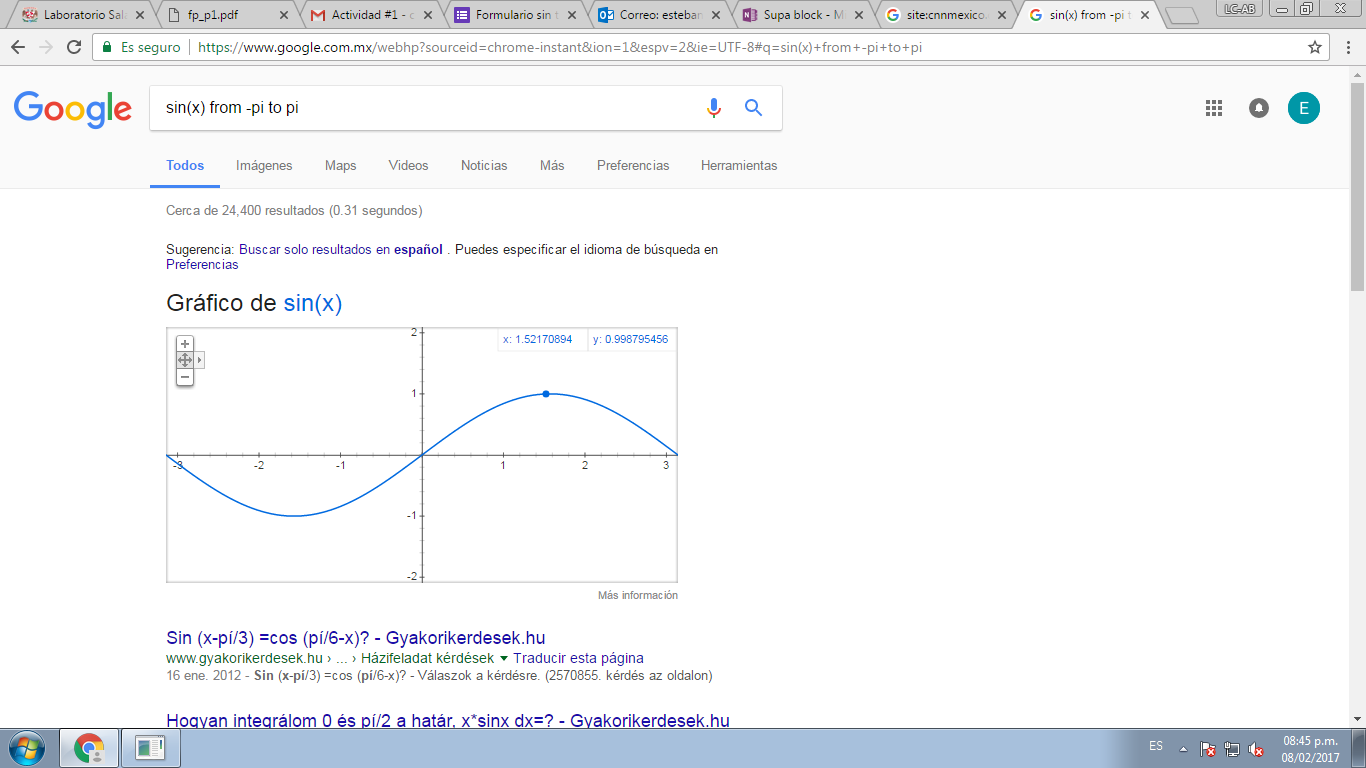 Laboratorio Sal
fp_p1.pdf
Actividad #1 - c
Formulario sin t
Correo: esteban
Supa block - Mi
site:cnnmexico.
sin(x) from -pi t
LC-AB
Es seguro
https://www.google.com.mx/webhp?sourceid=chrome-instant&ion=1&espv=2&ie=UTF-8#q=sin(x)+from+-pi+to+pi
Google
sin(x) from -pi to pi
E
Todos Imágenes Maps Videos Noticias Más Preferencias Herramientas
Cerca de 24,400 resultados (0.31 segundos)
Sugerencia: Buscar solo resultados en español . Puedes especificar el idioma de búsqueda en
Preferencias
Gráfico de sin(x)
x: 1.52170894 y: 0.998795456
2
1
-3 -2 -1 1 2 3
-1
-2
Más información
Sin (x-pí/3) =cos (pí/6-x)? - Gyakorikerdesek.hu
www.gyakorikerdesek.hu › ... › Házifeladat kérdések Traducir esta página
16 ene. 2012 - Sin (x-pí/3) =cos (pí/6-x)? - Válaszok a kérdésre. (2570855. kérdés az oldalon)
Hogyan integrálom 0 és pí/2 a határ, x*sinx dx=? - Gyakorikerdesek.hu
ES
08:45 p.m.
08/02/2017